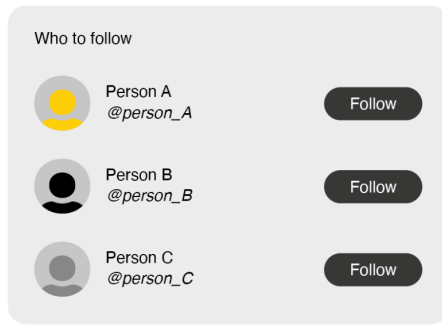 Who to follow
Person A
@person_A
Follow
Person B
@person_B
Follow
Person C
@person_C
Follow